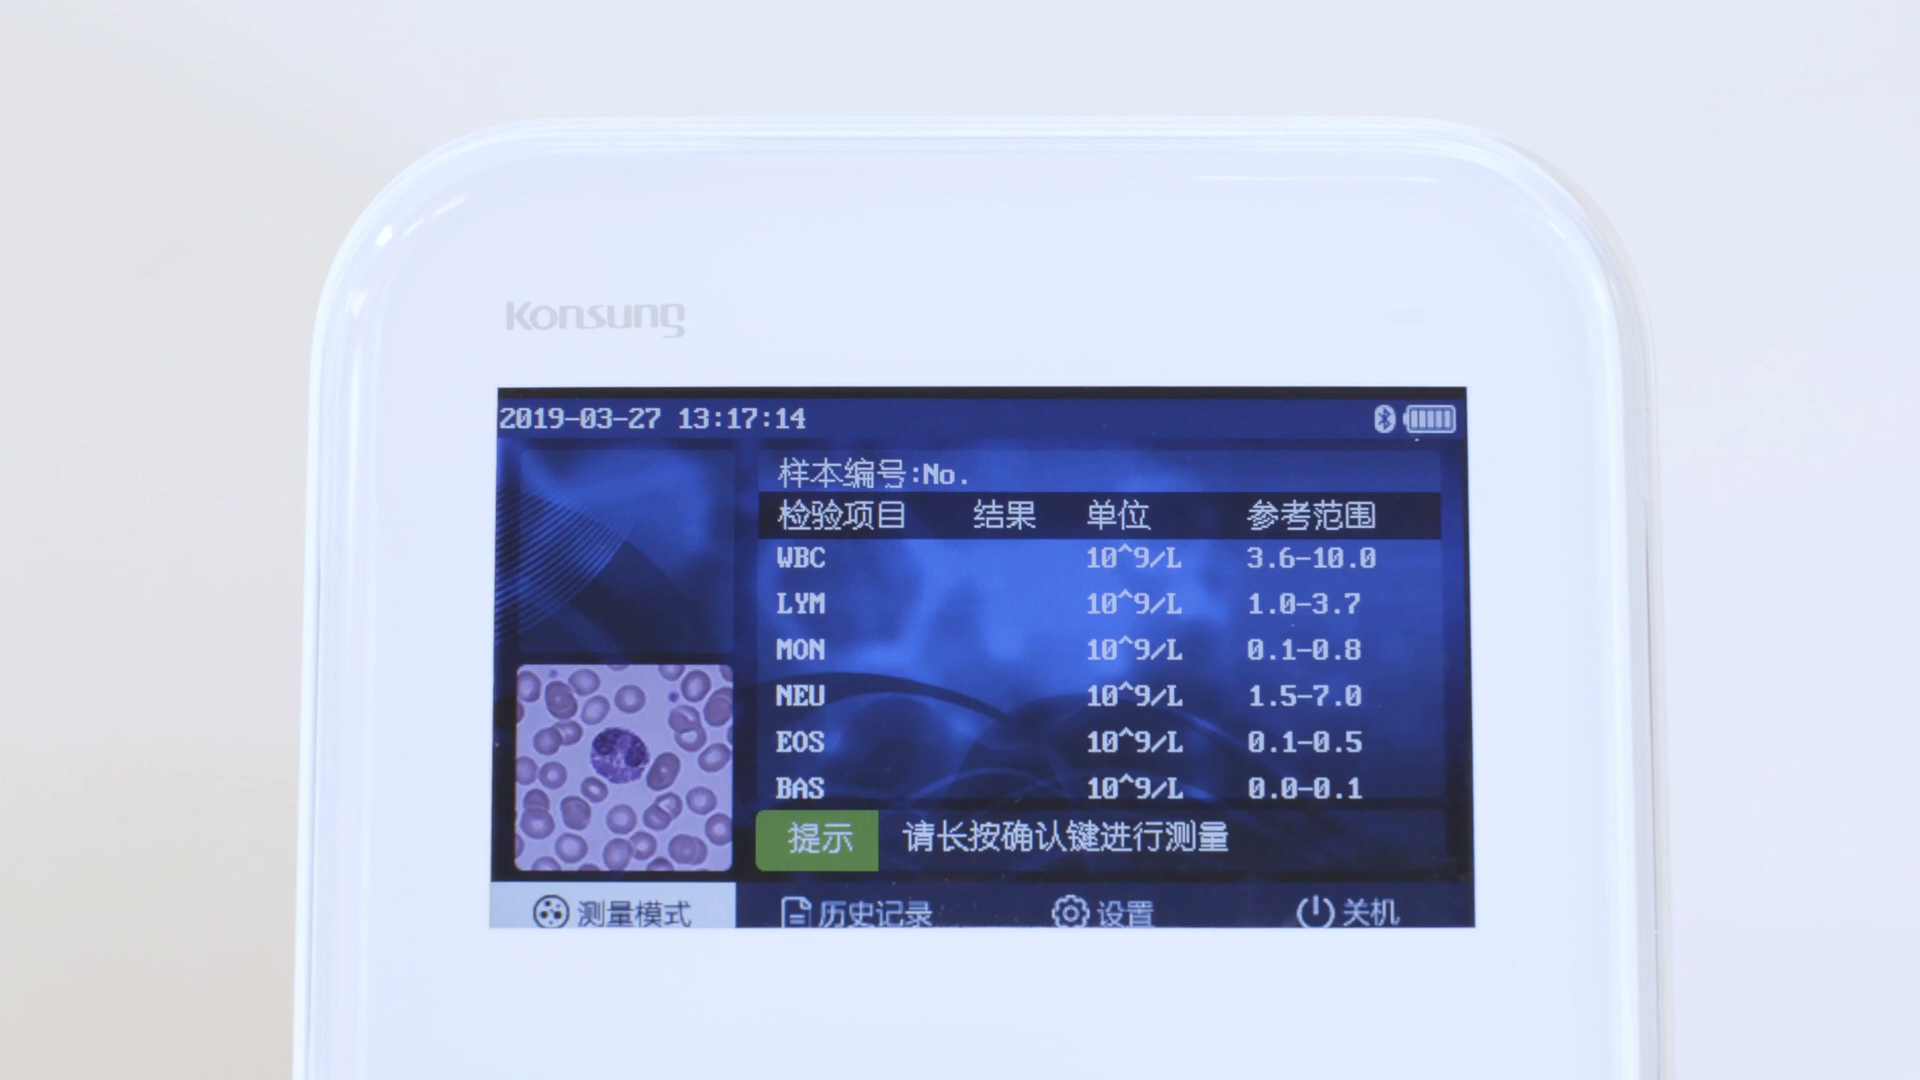 Konsung
2019-03-27 13:17:14
样本编号:No.
检验项目 结果 单位 参考范围
WBC 10^9/L 3.6-10.0
LYM 10^9/L 1.0-3.7
MON 10^9/L 0.1-0.8
NEU 10^9/L 1.5-7.0
EOS 10^9/L 0.1-0.5
BAS 10^9/L 0.0-0.1
提示 请长按确认键进行测量
测量模式 历史记录 设置 关机